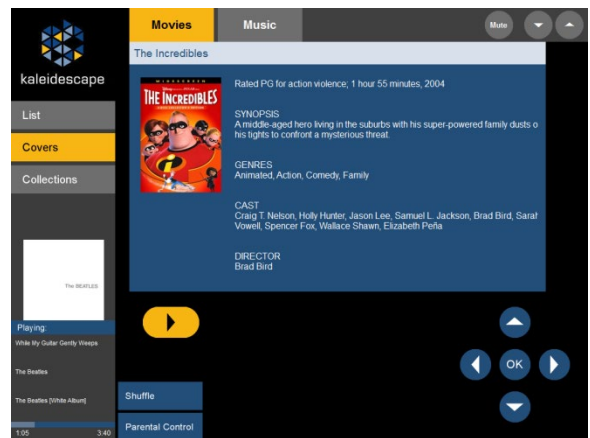 Movies
Music
Mute
kaleidescape
The Incredibles
List
Covers
Collections
WIDESCREEN
THE INCREDIBLES
Rated PG for action violence; 1 hour 55 minutes, 2004
SYNOPSIS
A middle-aged hero living in the suburbs with his super-powered family dusts o
his tights to confront a mysterious threat.
GENRES
Animated, Action, Comedy, Family
CAST
Craig T. Nelson, Holly Hunter, Jason Lee, Samuel L. Jackson, Brad Bird, Sarah
Vowell, Spencer Fox, Wallace Shawn, Elizabeth Peña
DIRECTOR
Brad Bird
The BEATLES
Playing:
While My Guitar Gently Weeps
The Beatles
The Beatles [White Album]
1:05
3:40
OK
Shuffle
Parental Control